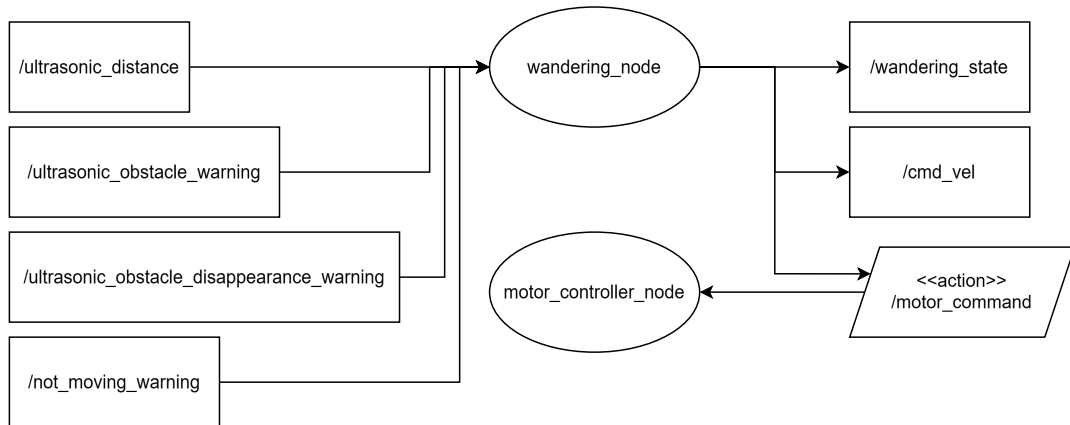 /ultrasonic_distance
wandering_node
/wandering_state
/ultrasonic_obstacle_warning
/cmd_vel
/ultrasonic_obstacle_disappearance_warning
motor_controller_node
<<action>>
/motor_command
/not_moving_warning